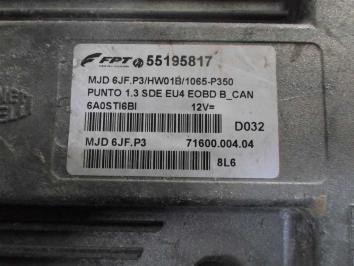 FPT 55195817
MJD 6JF.P3/HW01B/1065-P350
PUNTO 1.3 SDE EU4 EOBD B_CAN
6A0STI6BI 12V=
D032
MJD 6JF.P3 71600.004.04
8L6